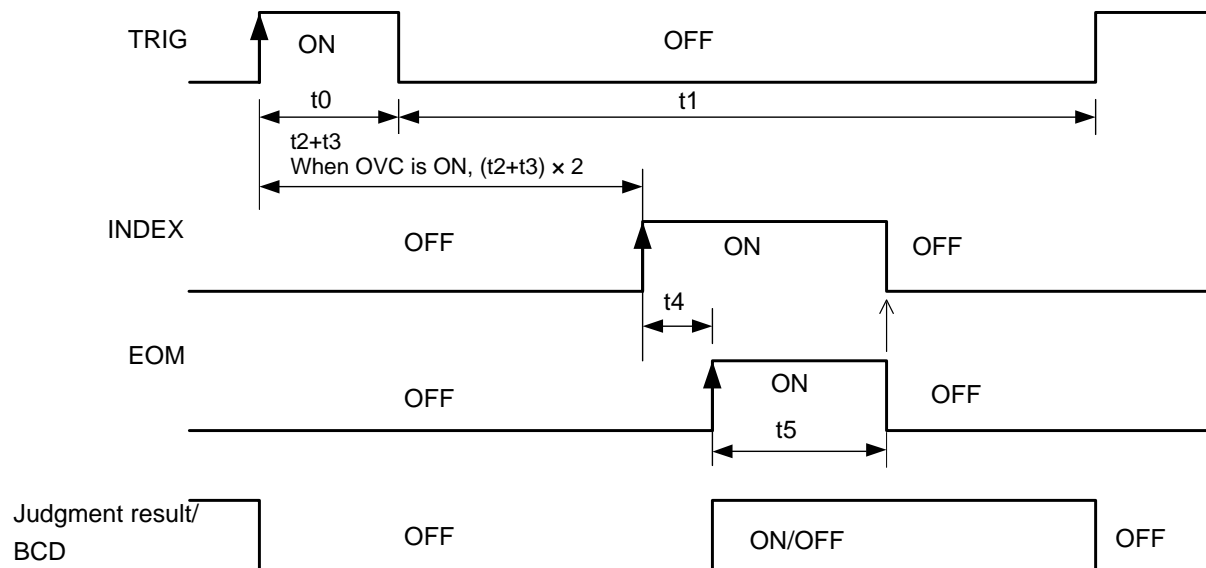 TRIG
ON
OFF
t0
t1
t2+t3
When OVC is ON, (t2+t3) × 2
INDEX
OFF
ON
OFF
t4
EOM
OFF
ON
OFF
t5
Judgment result/
BCD
OFF
ON/OFF
OFF